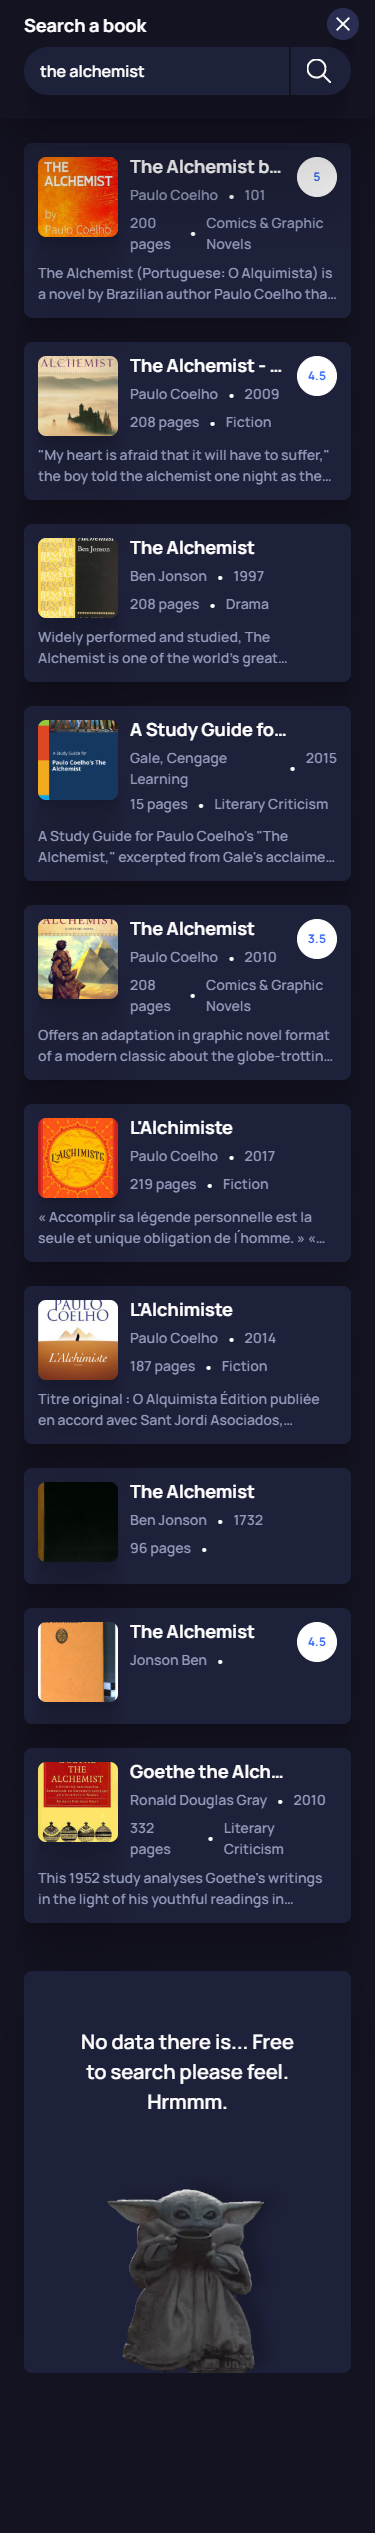 Search a book
the alchemist
THE
ALCHEMIST
by
Paulo Coelho
The Alchemist b...
Paulo Coelho • 101
5
200 pages • Comics & Graphic Novels
The Alchemist (Portuguese: O Alquimista) is
a novel by Brazilian author Paulo Coelho tha...
ALCHEMIST
The Alchemist - ...
Paulo Coelho • 2009
4.5
208 pages • Fiction
"My heart is afraid that it will have to suffer,"
the boy told the alchemist one night as the...
Alchemist
Ben Jonson
The Alchemist
Ben Jonson • 1997
208 pages • Drama
Widely performed and studied, The
Alchemist is one of the world's great...
A Study Guide for
Paulo Coelho's The
Alchemist
A Study Guide fo...
Gale, Cengage Learning • 2015
15 pages • Literary Criticism
A Study Guide for Paulo Coelho's "The
Alchemist," excerpted from Gale's acclaime...
ALCHEMIST
The Alchemist
Paulo Coelho • 2010
3.5
208 pages • Comics & Graphic Novels
Offers an adaptation in graphic novel format
of a modern classic about the globe-trottin...
L'ALCHIMISTE
L'Alchimiste
Paulo Coelho • 2017
219 pages • Fiction
« Accomplir sa légende personnelle est la
seule et unique obligation de l´homme. » «...
PAULO
COELHO
L'Alchimiste
L'Alchimiste
Paulo Coelho • 2014
187 pages • Fiction
Titre original : O Alquimista Édition publiée
en accord avec Sant Jordi Asociados,...
The Alchemist
Ben Jonson • 1732
96 pages •
The Alchemist
Jonson Ben •
4.5
GOETHE
THE
ALCHEMIST
Goethe the Alch...
Ronald Douglas Gray • 2010
332 pages • Literary Criticism
This 1952 study analyses Goethe's writings
in the light of his youthful readings in...
No data there is... Free
to search please feel.
Hrmmm.